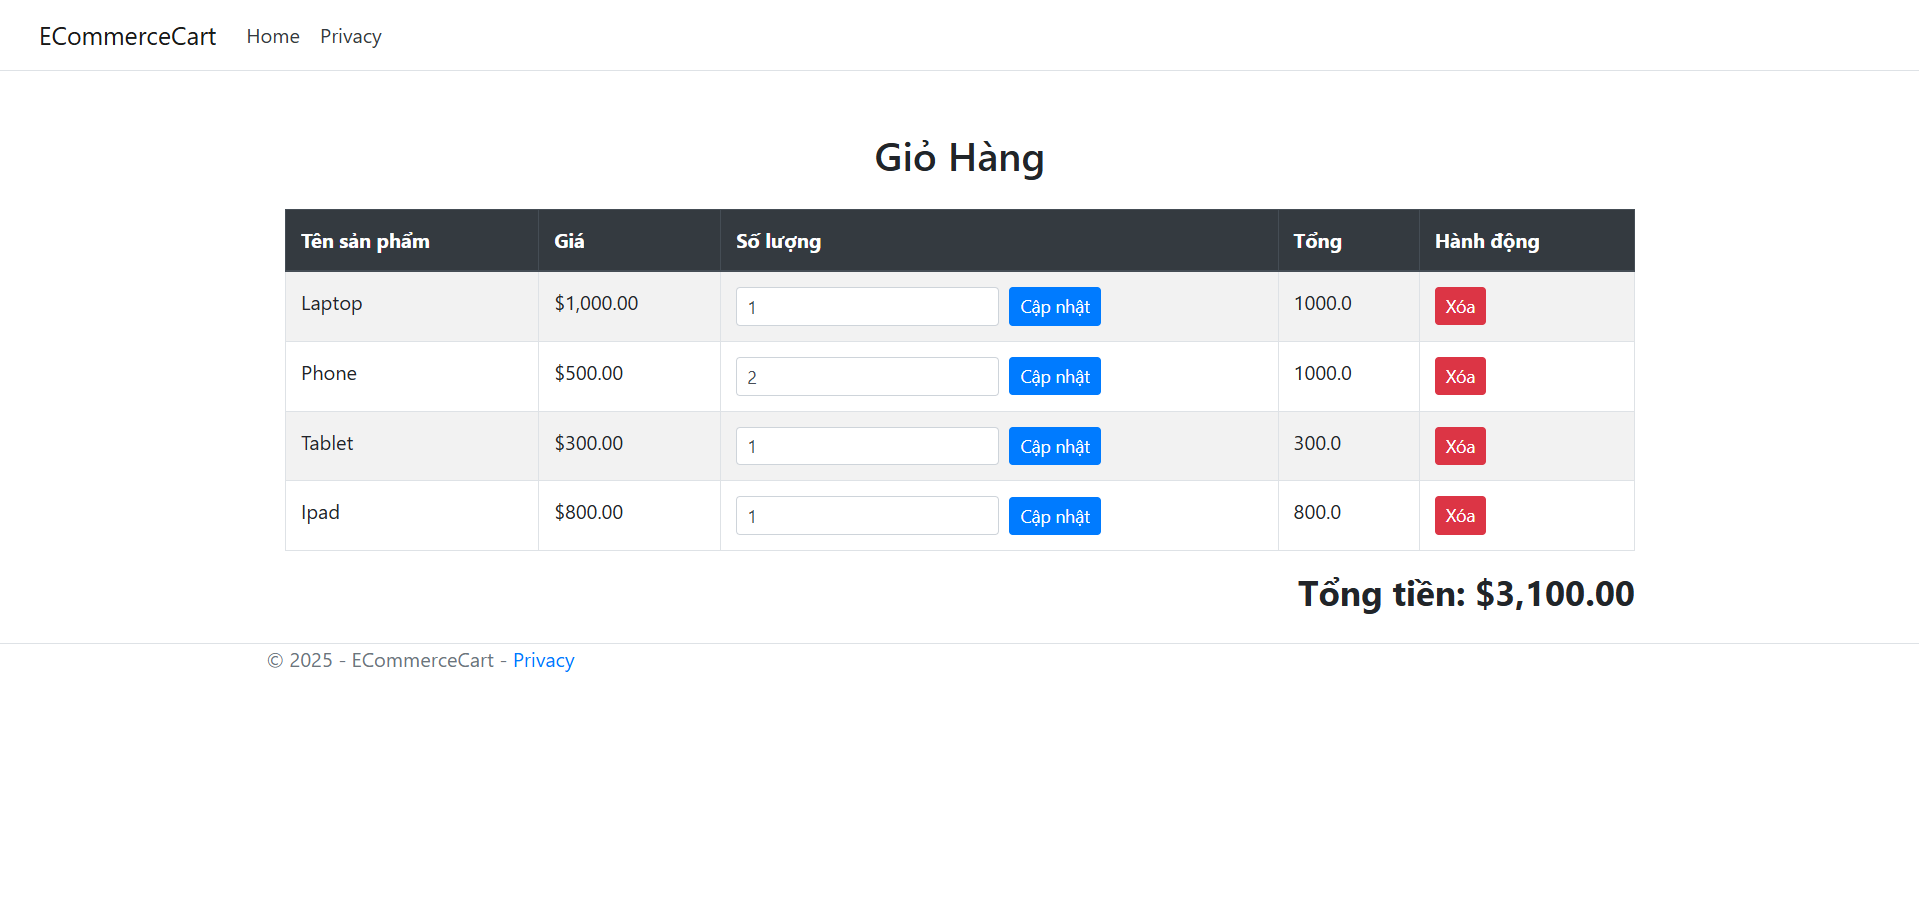 ECommerceCart Home Privacy
Giỏ Hàng
Tên sản phẩm Giá Số lượng Tổng Hành động
Laptop $1,000.00 1 Cập nhật 1000.0 Xóa
Phone $500.00 2 Cập nhật 1000.0 Xóa
Tablet $300.00 1 Cập nhật 300.0 Xóa
Ipad $800.00 1 Cập nhật 800.0 Xóa
Tổng tiền: $3,100.00
© 2025 - ECommerceCart - Privacy